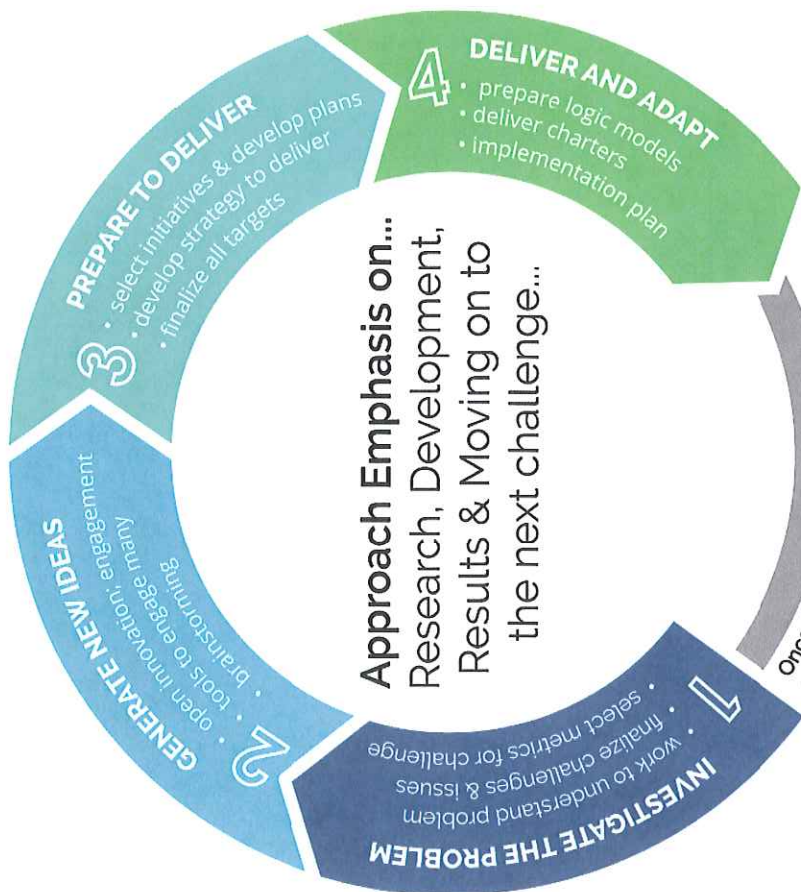 Approach Emphasis on...
Research, Development,
Results & Moving on to
the next challenge...
1
INVESTIGATE THE PROBLEM
• work to understand problem
• finalize challenges & issues
• select metrics for challenge
2
GENERATE NEW IDEAS
• open innovation; engagement
• tools to engage many
• brainstorming
3
PREPARE TO DELIVER
• select initiatives & develop plans
• develop strategy to deliver
• finalize all targets
4
DELIVER AND ADAPT
• prepare logic models
• deliver charters
• implementation plan